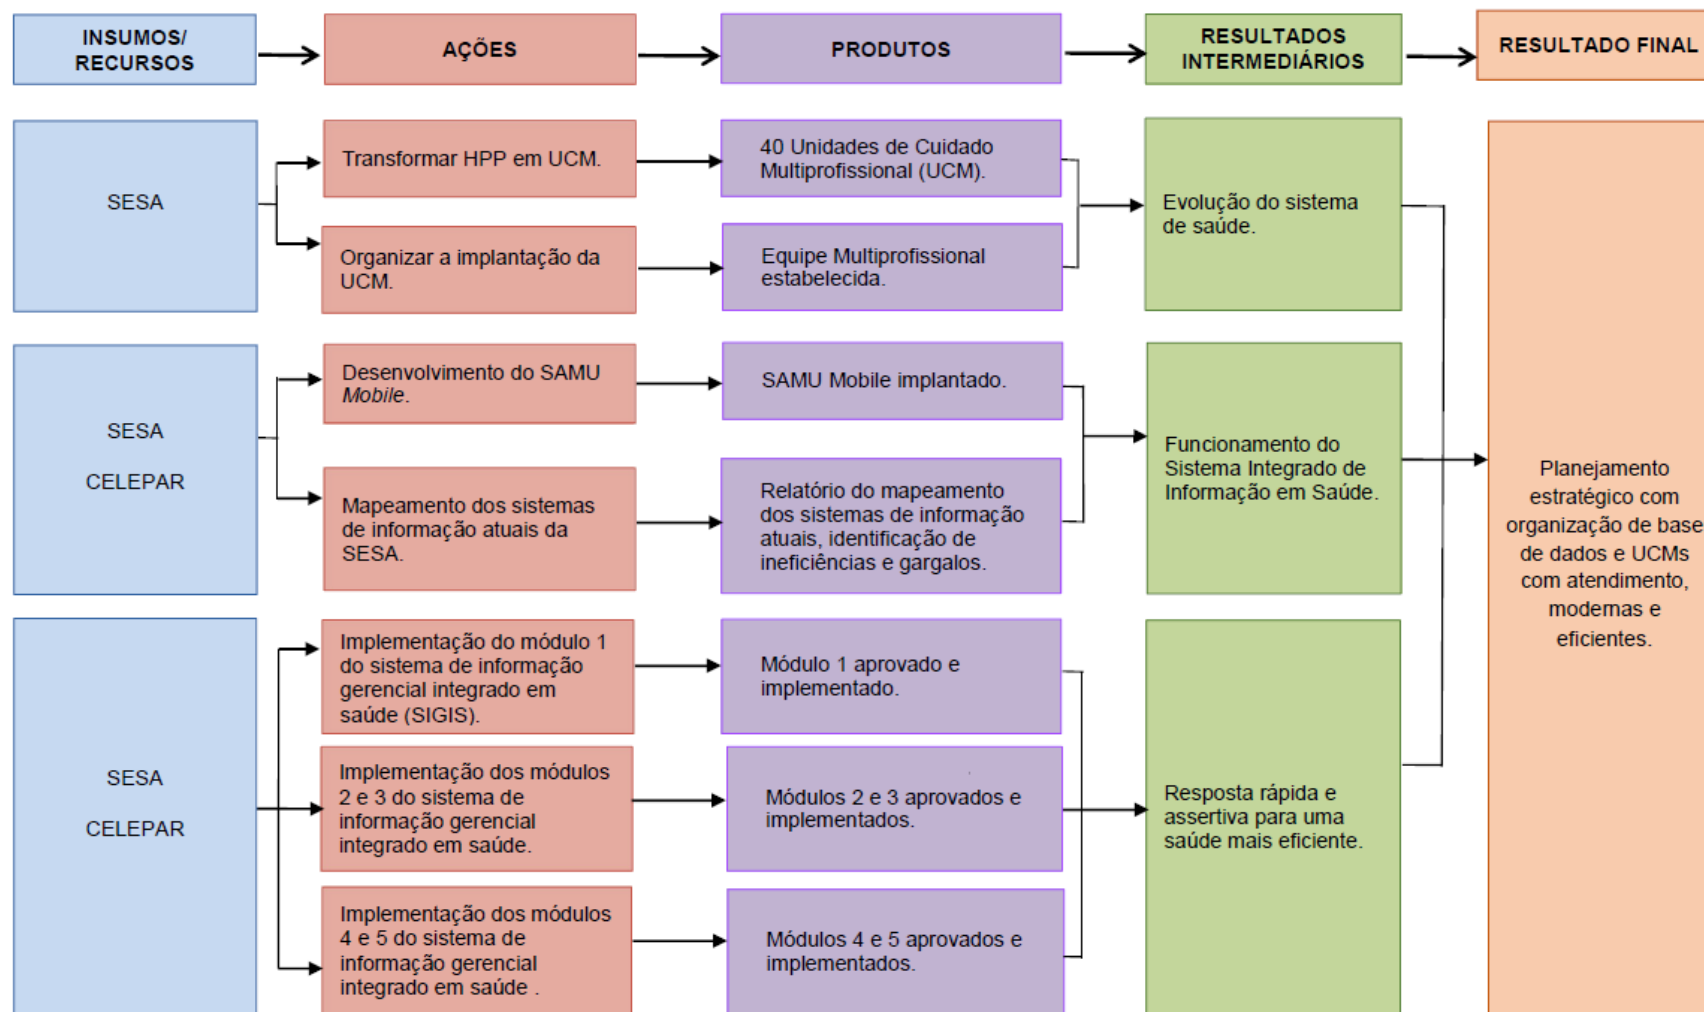 INSUMOS/
RECURSOS
AÇÕES
PRODUTOS
RESULTADOS
INTERMEDIÁRIOS
RESULTADO FINAL
SESA
Transformar HPP em UCM.
40 Unidades de Cuidado
Multiprofissional (UCM).
Organizar a implantação da
UCM.
Equipe Multiprofissional
estabelecida.
Evolução do sistema
de saúde.
SESA
CELEPAR
Desenvolvimento do SAMU
Mobile.
SAMU Mobile implantado.
Mapeamento dos sistemas
de informação atuais da
SESA.
Relatório do mapeamento
dos sistemas de informação
atuais, identificação de
ineficiências e gargalos.
Funcionamento do
Sistema Integrado de
Informação em Saúde.
SESA
CELEPAR
Implementação do módulo 1
do sistema de informação
gerencial integrado em
saúde (SIGIS).
Módulo 1 aprovado e
implementado.
Implementação dos módulos
2 e 3 do sistema de
informação gerencial
integrado em saúde.
Módulos 2 e 3 aprovados e
implementados.
Implementação dos módulos
4 e 5 do sistema de
informação gerencial
integrado em saúde .
Módulos 4 e 5 aprovados e
implementados.
Resposta rápida e
assertiva para uma
saúde mais eficiente.
Planejamento
estratégico com
organização de base
de dados e UCMs
com atendimento,
modernas e
eficientes.